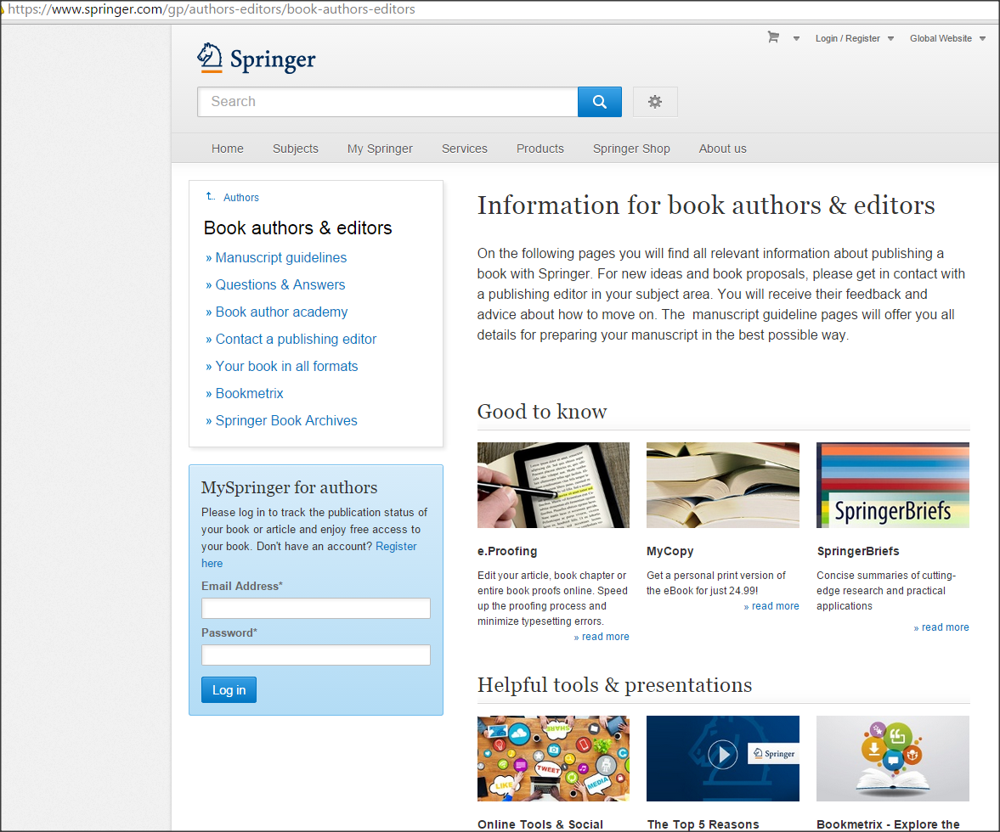 https://www.springer.com/gp/authors-editors/book-authors-editors
Login / Register
Global Website
Springer
Search
Home
Subjects
My Springer
Services
Products
Springer Shop
About us
Authors
Book authors & editors
» Manuscript guidelines
» Questions & Answers
» Book author academy
» Contact a publishing editor
» Your book in all formats
» Bookmetrix
» Springer Book Archives
MySpringer for authors
Please log in to track the publication status of
your book or article and enjoy free access to
your book. Don't have an account? Register
here
Email Address*
Password*
Log in
Information for book authors & editors
On the following pages you will find all relevant information about publishing a
book with Springer. For new ideas and book proposals, please get in contact with
a publishing editor in your subject area. You will receive their feedback and
advice about how to move on. The  manuscript guideline pages will offer you all
details for preparing your manuscript in the best possible way.
Good to know
e.Proofing
Edit your article, book chapter or
entire book proofs online. Speed
up the proofing process and
minimize typesetting errors.
» read more
MyCopy
Get a personal print version of
the eBook for just 24.99!
» read more
SpringerBriefs
SpringerBriefs
Concise summaries of cutting-
edge research and practical
applications
» read more
Helpful tools & presentations
SHARE
TWEET
LIKE
MEDIA
Online Tools & Social
Springer
The Top 5 Reasons
Bookmetrix - Explore the